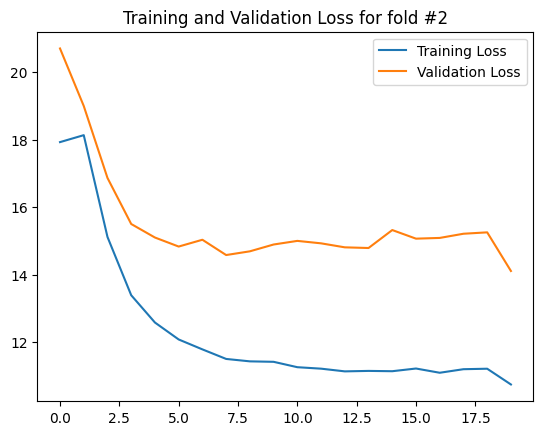 Training and Validation Loss for fold #2
Training Loss
Validation Loss
20
18
16
14
12
0.0 2.5 5.0 7.5 10.0 12.5 15.0 17.5